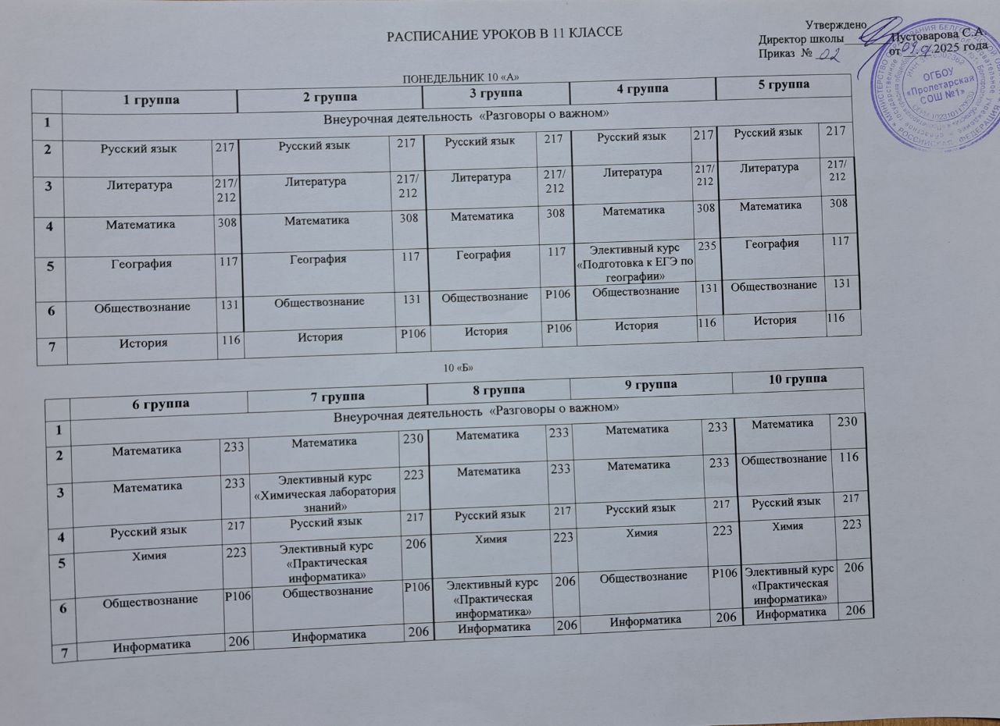 РАСПИСАНИЕ УРОКОВ В 11 КЛАССЕ
Утверждено
Директор школы Пустоварова С.А.
Приказ № 02 от 09.01.2025 года
ОГБОУ
«Пролетарская
СОШ №1»
ПОНЕДЕЛЬНИК 10 «А»
1 группа 2 группа 3 группа 4 группа 5 группа
1 Внеурочная деятельность «Разговоры о важном»
2 Русский язык 217 Русский язык 217 Русский язык 217 Русский язык 217 Русский язык 217
3 Литература 217/ Литература 217/ Литература 217/ Литература 217/ Литература 217/
212 212 212 212 212
4 Математика 308 Математика 308 Математика 308 Математика 308 Математика 308
5 География 117 География 117 География 117 Элективный курс 235 География 117
«Подготовка к ЕГЭ по
географии»
6 Обществознание 131 Обществознание 131 Обществознание Р106 Обществознание 131 Обществознание 131
7 История 116 История Р106 История Р106 История 116 История 116
10 «Б»
6 группа 7 группа 8 группа 9 группа 10 группа
1 Внеурочная деятельность «Разговоры о важном»
2 Математика 233 Математика 230 Математика 233 Математика 233 Математика 230
3 Математика 233 Элективный курс 223 Математика 233 Математика 233 Обществознание 116
«Химическая лаборатория
знаний»
4 Русский язык 217 Русский язык 217 Русский язык 217 Русский язык 217 Русский язык 217
5 Химия 223 Элективный курс 206 Химия 223 Химия 223 Химия 223
«Практическая
информатика»
6 Обществознание Р106 Обществознание Р106 Элективный курс 206 Обществознание Р106 Элективный курс 206
«Практическая «Практическая
информатика» информатика»
7 Информатика 206 Информатика 206 Информатика 206 Информатика 206 Информатика 206